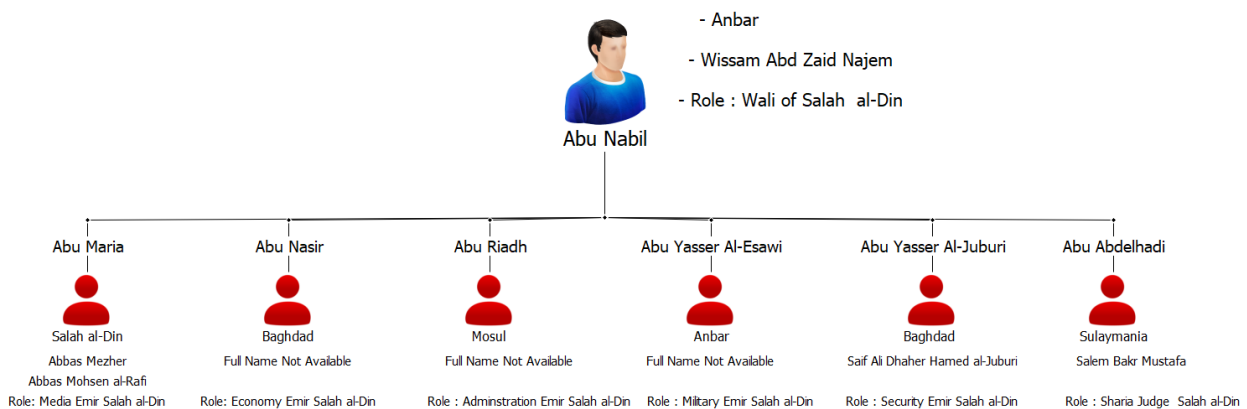 - Anbar
- Wissam Abd Zaid Najem
- Role : Wali of Salah al-Din
Abu Nabil
Abu Maria
Salah al-Din
Abbas Mezher
Abbas Mohsen al-Rafi
Role: Media Emir Salah al-Din
Abu Nasir
Baghdad
Full Name Not Available
Role: Economy Emir Salah al-Din
Abu Riadh
Mosul
Full Name Not Available
Role : Adminstration Emir Salah al-Din
Abu Yasser Al-Esawi
Anbar
Full Name Not Available
Role : Military Emir Salah al-Din
Abu Yasser Al-Juburi
Baghdad
Saif Ali Dhaher Hamed al-Juburi
Role : Security Emir Salah al-Din
Abu Abdelhadi
Sulaymania
Salem Bakr Mustafa
Role : Sharia Judge Salah al-Din